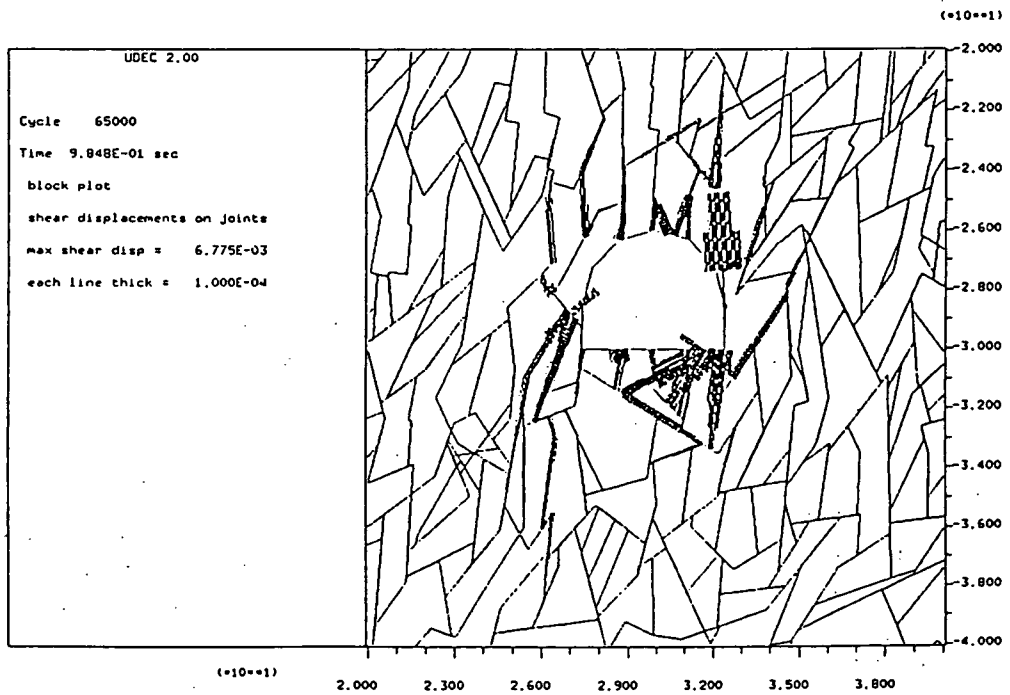 (*10**1)
UDEC 2.00
Cycle 65000
Time 9.848E-01 sec
block plot
shear displacements on joints
max shear disp = 6.775E-03
each line thick = 1.000E-04
-2.000
-2.200
-2.400
-2.600
-2.800
-3.000
-3.200
-3.400
-3.600
-3.800
-4.000
(*10**1)
2.000 2.300 2.600 2.900 3.200 3.500 3.800